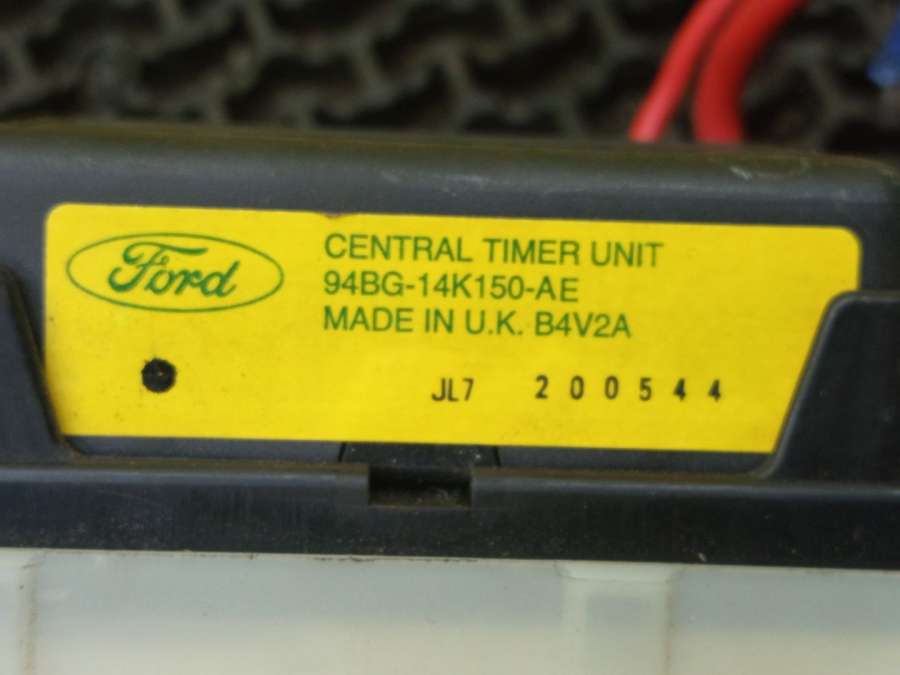 Ford
CENTRAL TIMER UNIT
94BG-14K150-AE
MADE IN U.K. B4V2A
JL7 200544